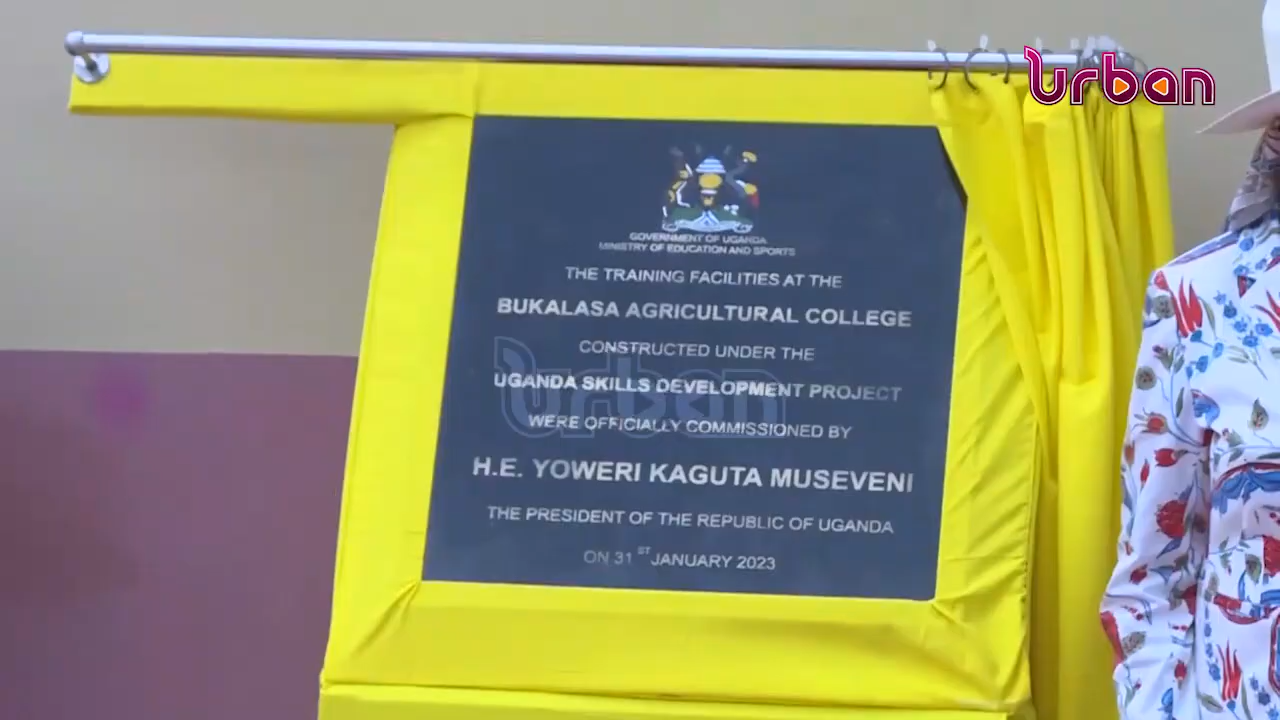 urban
GOVERNMENT OF UGANDA
MINISTRY OF EDUCATION AND SPORTS
THE TRAINING FACILITIES AT THE
BUKALASA AGRICULTURAL COLLEGE
CONSTRUCTED UNDER THE
UGANDA SKILLS DEVELOPMENT PROJECT
urban
WERE OFFICIALLY COMMISSIONED BY
H.E. YOWERI KAGUTA MUSEVENI
THE PRESIDENT OF THE REPUBLIC OF UGANDA
ON 31ST JANUARY 2023